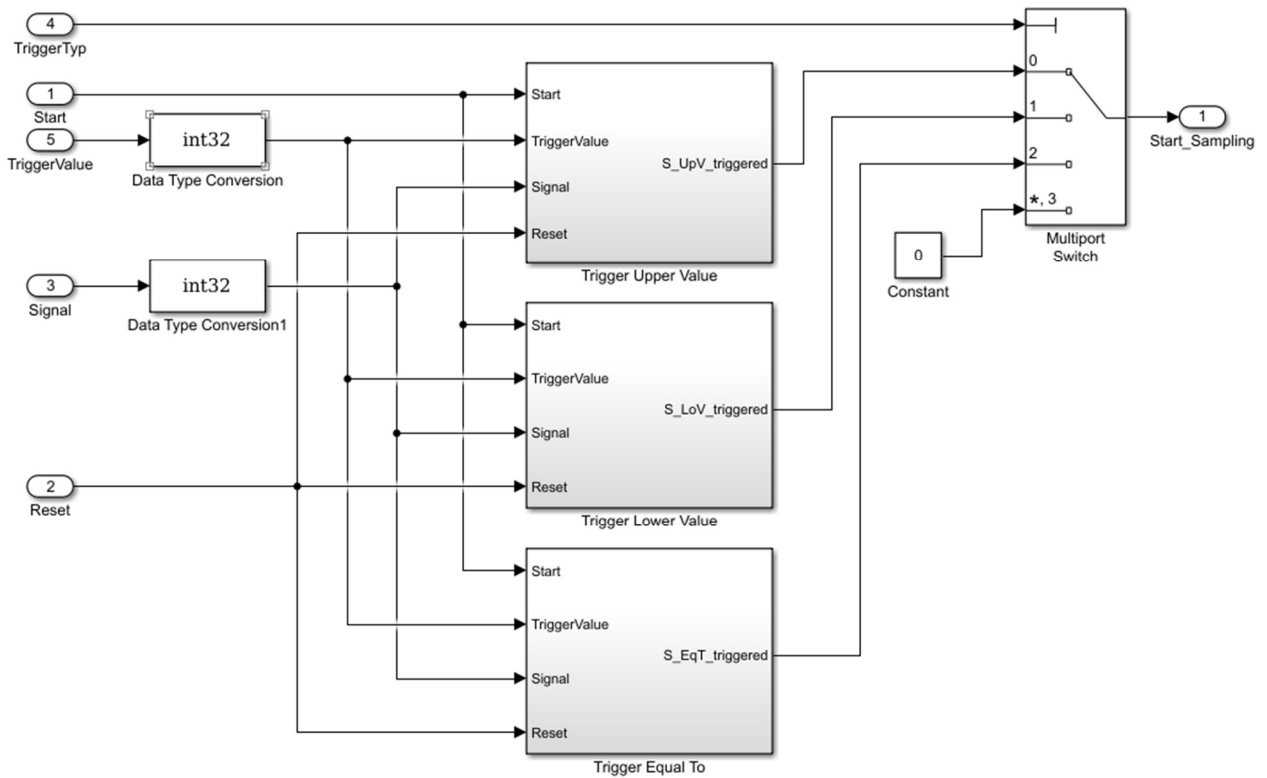 4
TriggerTyp
1
Start
5
TriggerValue
int32
Data Type Conversion
3
Signal
int32
Data Type Conversion1
2
Reset
Start
TriggerValue
Signal
Reset
S_UpV_triggered
Trigger Upper Value
Start
TriggerValue
Signal
Reset
S_LoV_triggered
Trigger Lower Value
Start
TriggerValue
Signal
Reset
S_EqT_triggered
Trigger Equal To
0
Constant
0
1
2
*, 3
Multiport
Switch
1
Start_Sampling